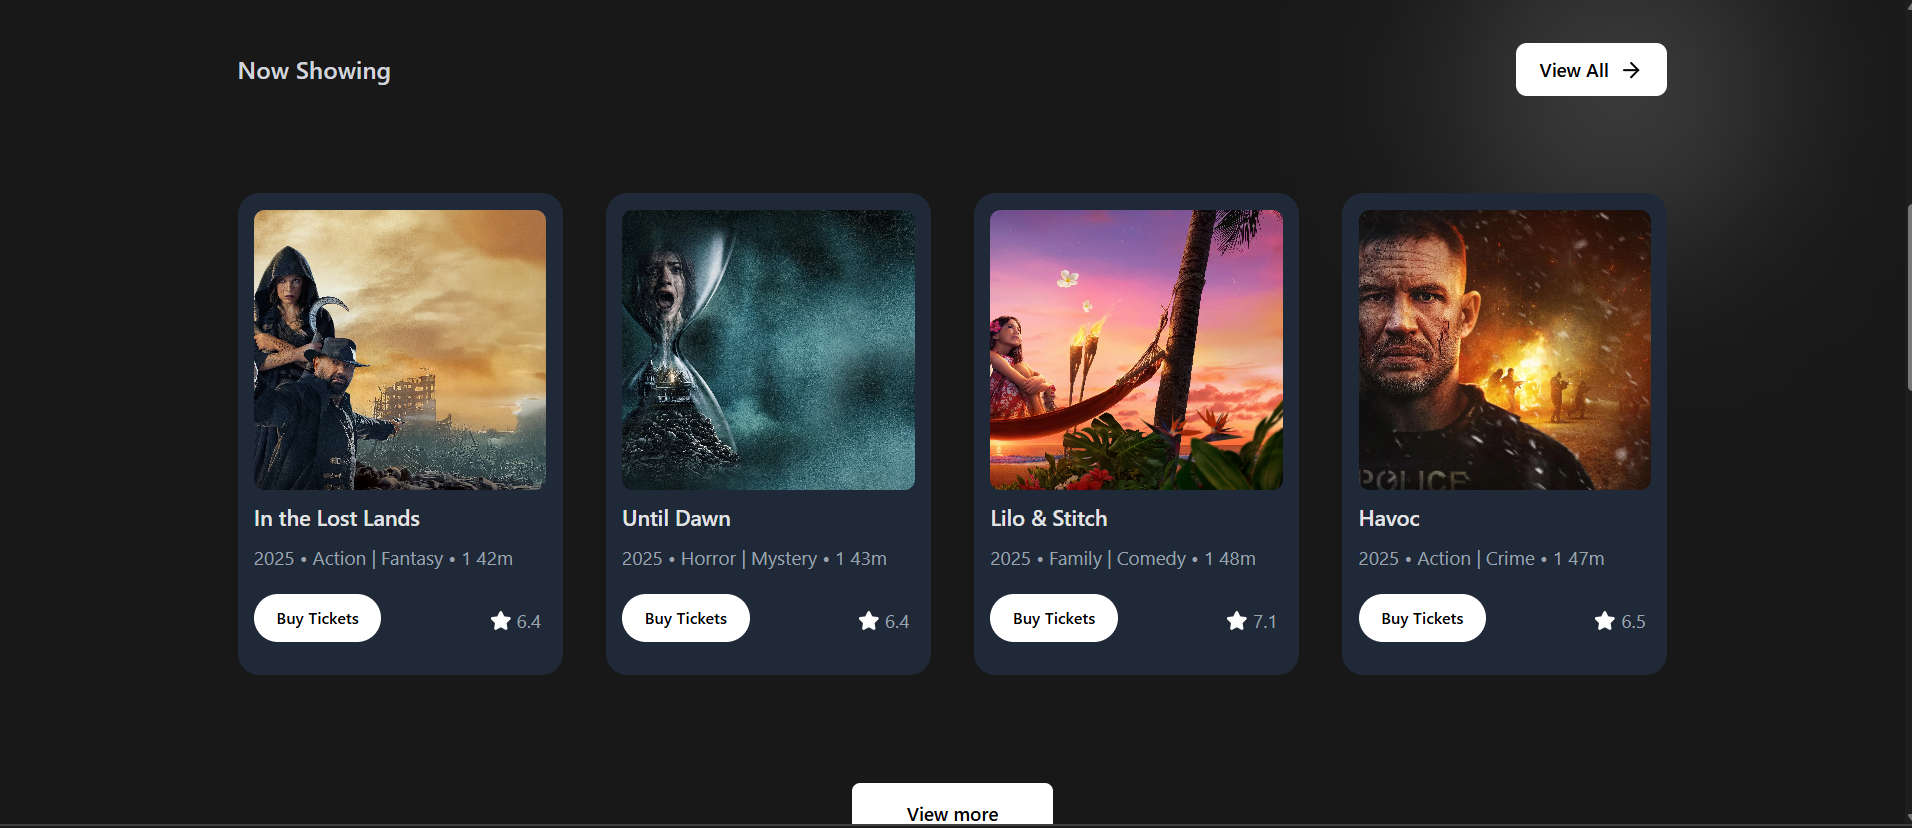 Now Showing
View All
In the Lost Lands
2025 • Action | Fantasy • 1 42m
Buy Tickets
6.4
Until Dawn
2025 • Horror | Mystery • 1 43m
Buy Tickets
6.4
Lilo & Stitch
2025 • Family | Comedy • 1 48m
Buy Tickets
7.1
POLICE
Havoc
2025 • Action | Crime • 1 47m
Buy Tickets
6.5
View more